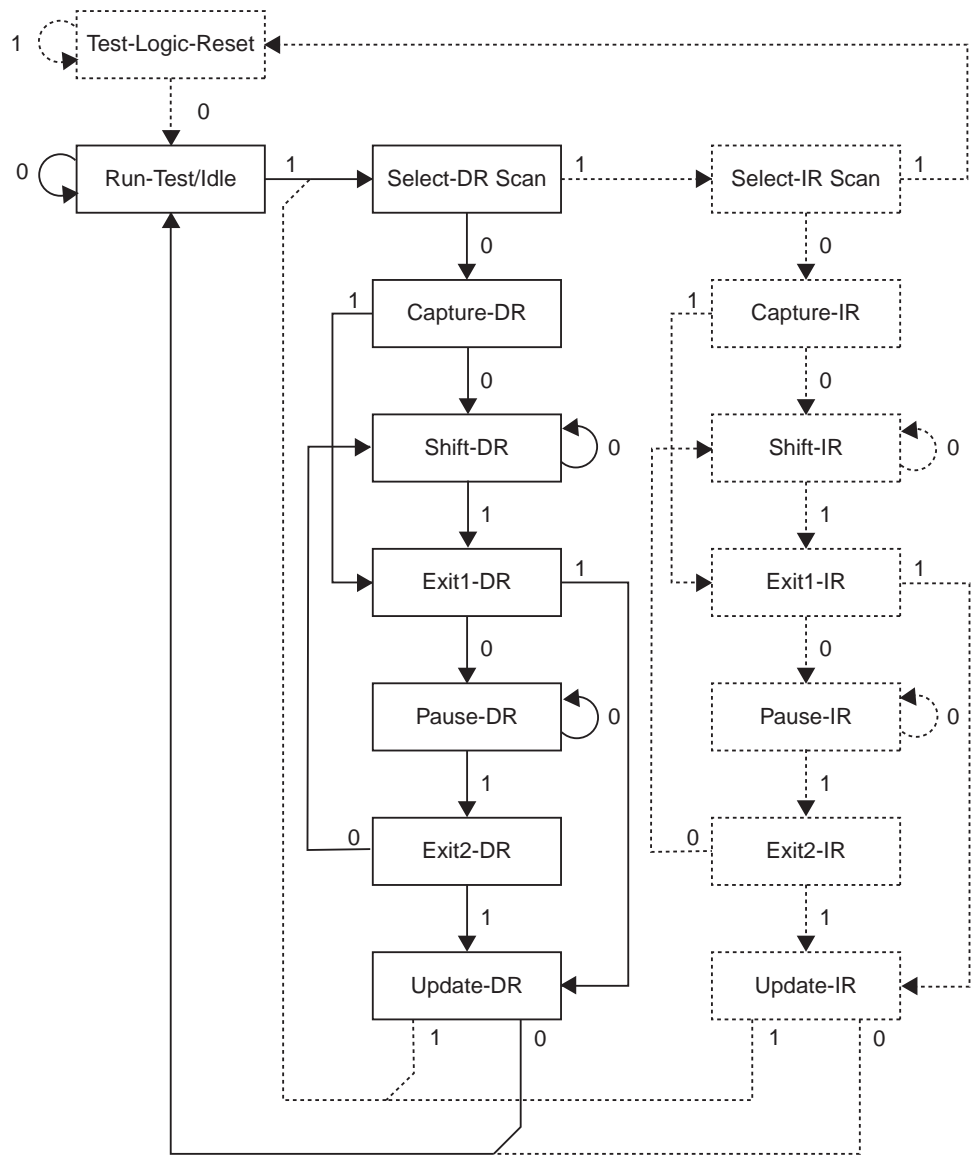 1
Test-Logic-Reset
0
0
Run-Test/Idle
1
Select-DR Scan
1
Select-IR Scan
1
0
0
1
Capture-DR
1
Capture-IR
0
0
Shift-DR
0
Shift-IR
0
1
1
Exit1-DR
1
Exit1-IR
1
0
0
Pause-DR
0
Pause-IR
0
1
1
0
Exit2-DR
0
Exit2-IR
1
1
Update-DR
Update-IR
1
0
1
0